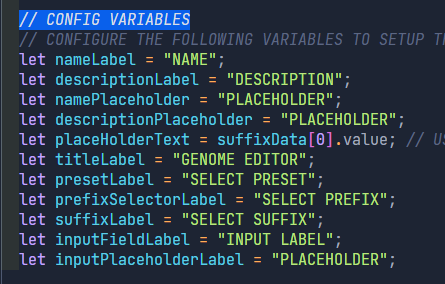 // CONFIG VARIABLES
// CONFIGURE THE FOLLOWING VARIABLES TO SETUP
let nameLabel = "NAME";
let descriptionLabel = "DESCRIPTION";
let namePlaceholder = "PLACEHOLDER";
let descriptionPlaceholder = "PLACEHOLDER";
let placeHolderText = suffixData[0].value; //
let titleLabel = "GENOME EDITOR";
let presetLabel = "SELECT PRESET";
let prefixSelectorLabel = "SELECT PREFIX";
let suffixLabel = "SELECT SUFFIX";
let inputFieldLabel = "INPUT LABEL";
let inputPlaceholderLabel = "PLACEHOLDER";